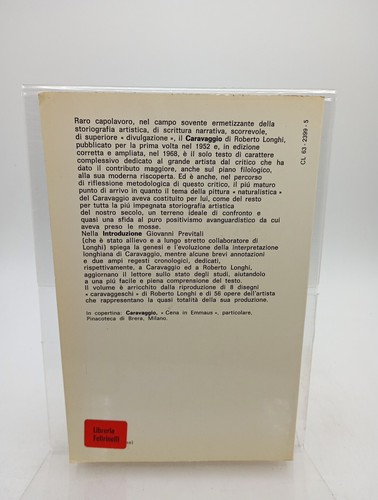 Raro capolavoro, nel campo sovente ermetizzante della
storiografia artistica, di scrittura narrativa, scorrevole,
di superiore « divulgazione », il Caravaggio di Roberto Longhi,
pubblicato per la prima volta nel 1952 e, in edizione
corretta e ampliata, nel 1968, è il solo testo di carattere
complessivo dedicato al grande artista dal critico che ha
dato il contributo maggiore, anche sul piano filologico,
alla sua moderna riscoperta. Ed è anche, nel percorso
di riflessione metodologica di questo critico, il piú maturo
punto di arrivo in quanto il tema della pittura « naturalistica »
del Caravaggio aveva costituito per lui, come del resto
per tutta la piú impegnata storiografia artistica
del nostro secolo, un terreno ideale di confronto e
quasi una sfida al puro positivismo avanguardistico da cui
aveva preso le mosse.
Nella Introduzione Giovanni Previtali
(che è stato allievo e a lungo stretto collaboratore di
Longhi) spiega la genesi e l'evoluzione della interpretazione
longhiana di Caravaggio, mentre alcune brevi annotazioni
e due ampi regesti cronologici, dedicati,
rispettivamente, a Caravaggio ed a Roberto Longhi,
aggiornano il lettore sullo stato degli studi, aiutandolo
a una piú facile e piena comprensione del testo.
Il volume è arricchito dalla riproduzione di 8 disegni
« caravaggeschi » di Roberto Longhi e di 56 opere dell'artista
che rappresentano la quasi totalità della sua produzione.
In copertina: Caravaggio, « Cena in Emmaus », particolare.
Pinacoteca di Brera, Milano.
CL 63-2399-5
Libreria
Feltrinelli